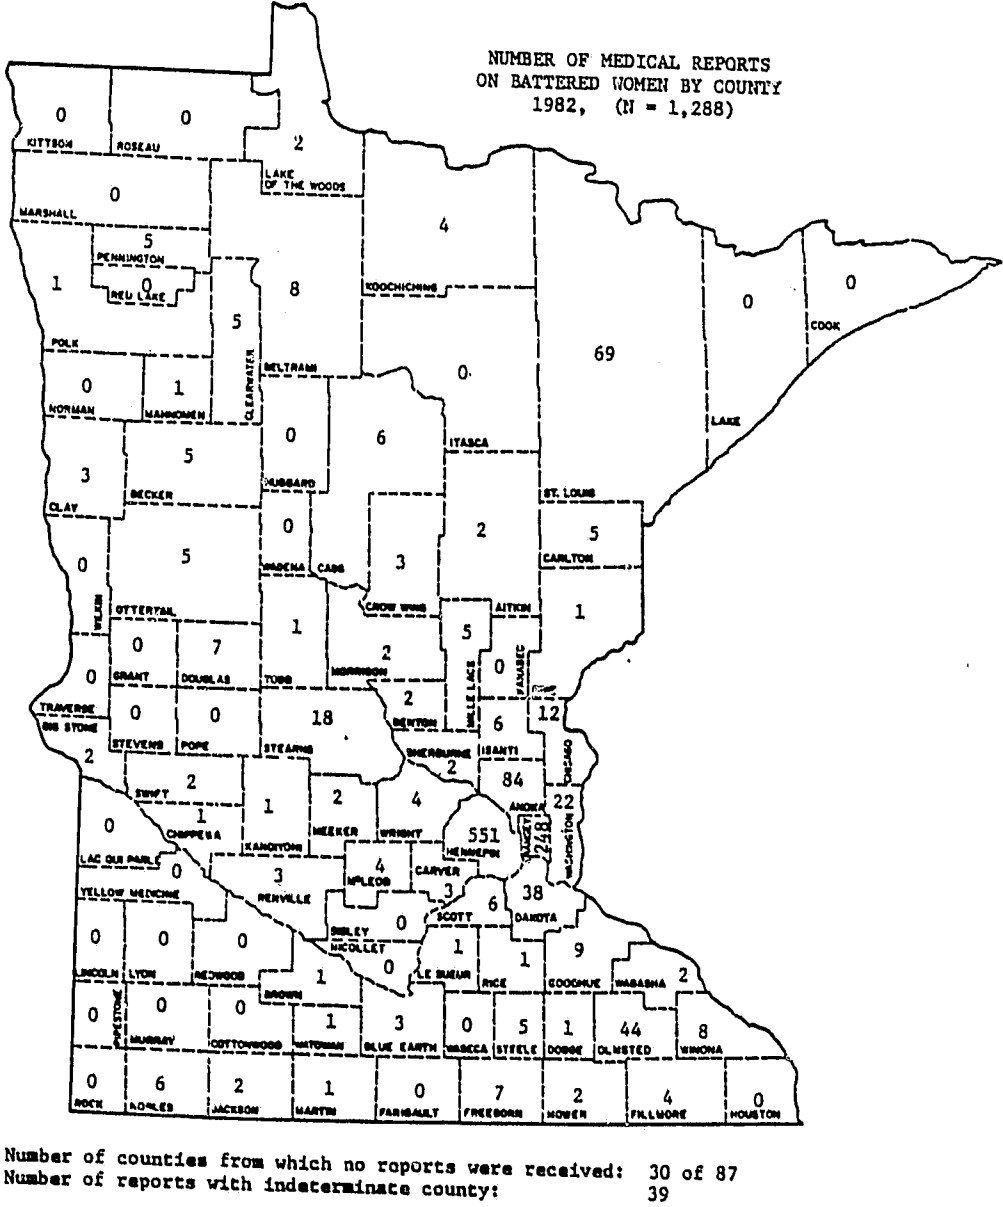 NUMBER OF MEDICAL REPORTS
ON BATTERED WOMEN BY COUNTY
1982, (N = 1,288)
0
KITTSON
0
ROSEAU
2
LAKE
OF THE WOODS
0
MARSHALL
4
KOOCHICHING
5
PENNINGTON
0
RED LAKE
1
POLK
8
BELTRAMI
5
CLEARWATER
69
ST. LOUIS
0
LAKE
0
COOK
0
NORMAN
1
MAHNOMEN
0
ITASCA
0
HUBBARD
6
CASS
3
CLAY
5
BECKER
0
WADENA
3
CROW WING
2
AITKIN
5
CARLTON
0
WILKIN
5
OTTERTAIL
1
TODD
2
MORRISON
5
MILLE LACS
0
KANABEC
1
0
GRANT
7
DOUGLAS
0
TRAVERSE
BIG STONE
2
0
STEVENS
0
POPE
18
STEARNS
2
BENTON
SHERBURNE
2
6
ISANTI
12
CHISAGO
2
SWIFT
1
CHIPPEWA
1
KANDIYOHI
2
MEEKER
4
WRIGHT
84
ANOKA
22
WASHINGTON
551
HENNEPIN
RAMSEY
248
0
LAC QUI PARLE
0
YELLOW MEDICINE
3
RENVILLE
4
McLEOD
CARVER
3
6
SCOTT
38
DAKOTA
0
SIBLEY
NICOLLET
0
0
LINCOLN
0
LYON
0
REDWOOD
1
BROWN
1
LE SUEUR
1
RICE
9
GOODHUE
2
WABASHA
0
PIPESTONE
0
MURRAY
0
COTTONWOOD
1
WATONWAN
3
BLUE EARTH
0
WASECA
5
STEELE
1
DODGE
44
OLMSTED
8
WINONA
0
ROCK
6
NOBLES
2
JACKSON
1
MARTIN
0
FARIBAULT
7
FREEBORN
2
MOWER
4
FILLMORE
0
HOUSTON
Number of counties from which no roports were received: 30 of 87
Number of reports with indeterminate county: 39